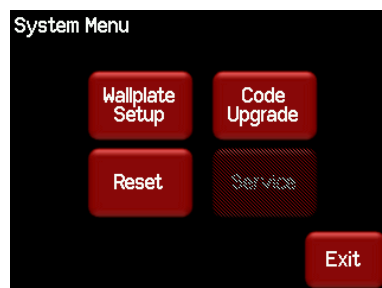 System Menu
Wallplate
Setup
Code
Upgrade
Reset
Service
Exit